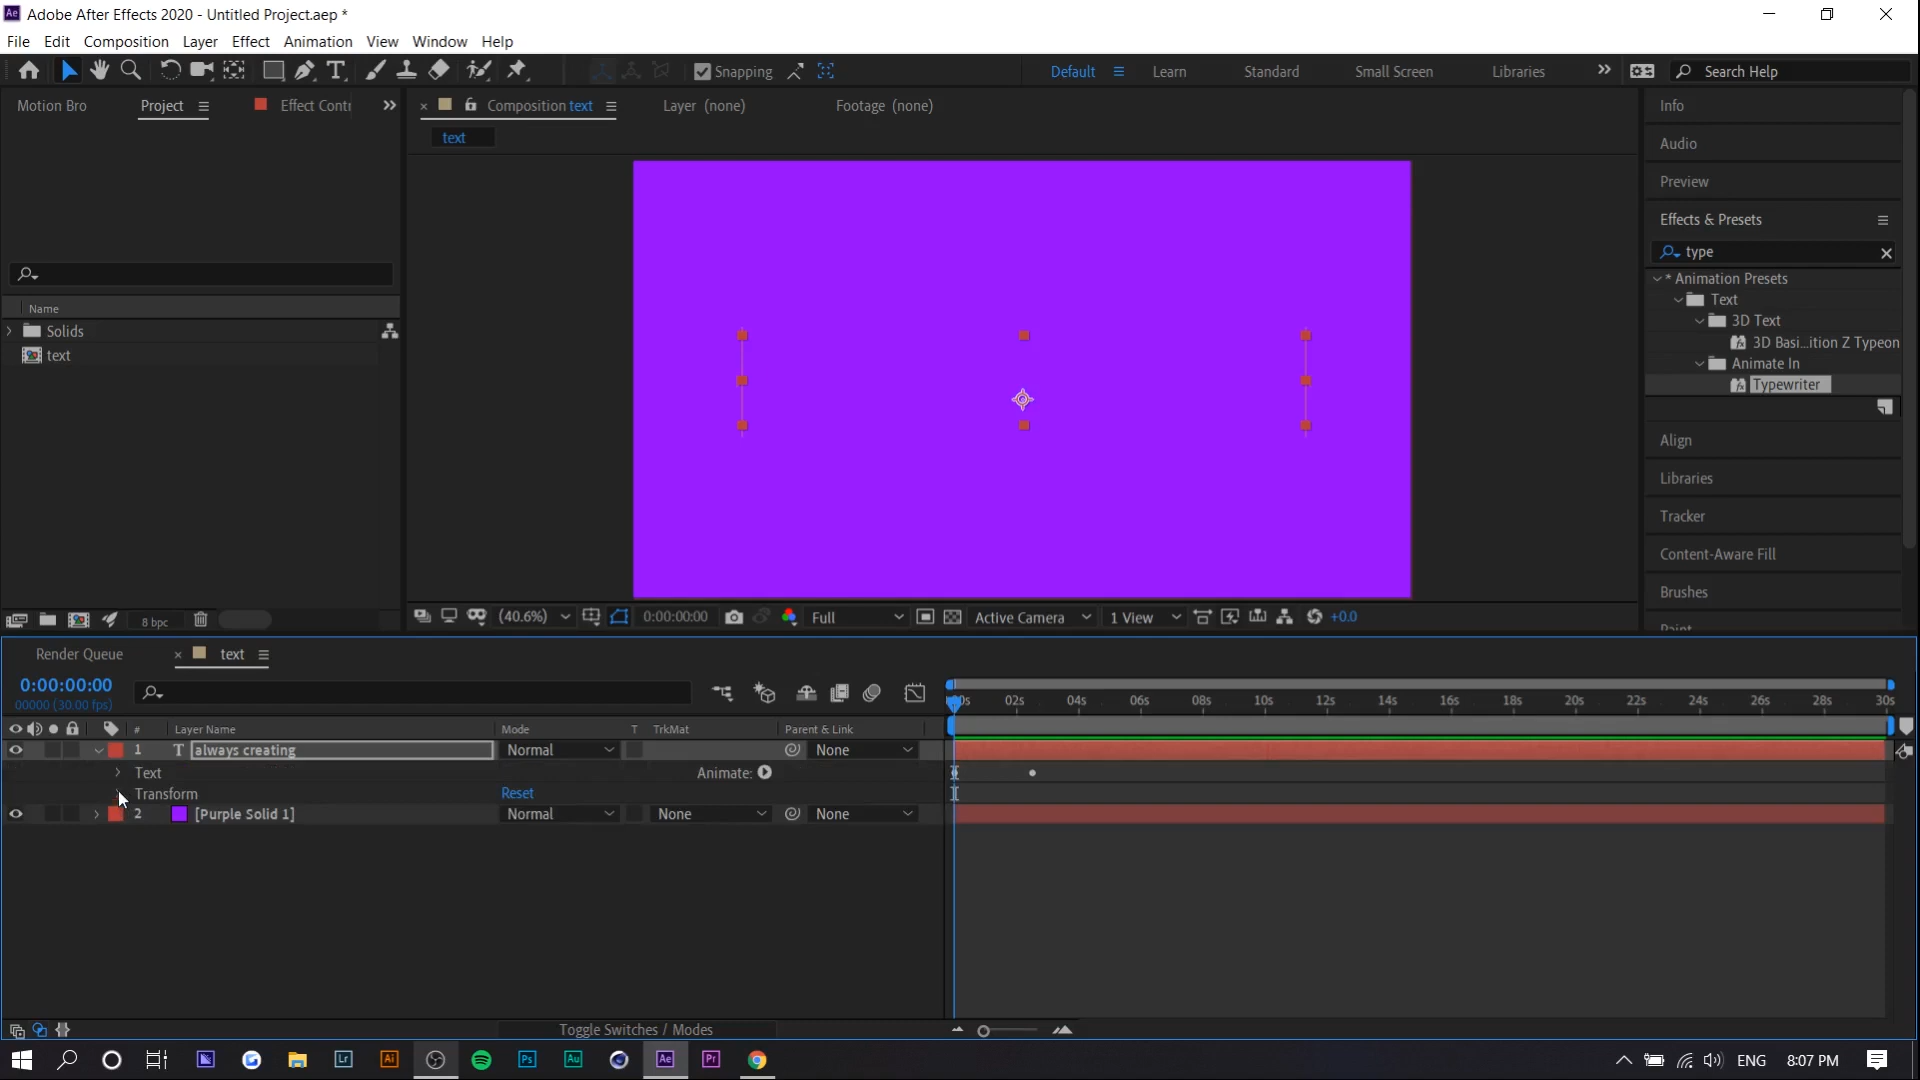 Adobe After Effects 2020 - Untitled Project.aep *
File Edit Composition Layer Effect Animation View Window Help
Snapping
Default Learn Standard Small Screen Libraries Search Help
Motion Bro Project Effect Contr
Composition text Layer (none) Footage (none)
text
Info
Audio
Preview
Effects & Presets
type
* Animation Presets
Text
3D Text
3D Basi...ition Z Typeon
Animate In
Typewriter
Align
Libraries
Tracker
Content-Aware Fill
Brushes
Paint
Name
Solids
text
8 bpc
(40.6%) 0:00:00:00 Full Active Camera 1 View +0.0
Render Queue text
0:00:00:00
00000 (30.00 fps)
02s 04s 06s 08s 10s 12s 14s 16s 18s 20s 22s 24s 26s 28s 30s
# Layer Name Mode T TrkMat Parent & Link
1 T always creating Normal None
Text Animate:
Transform Reset
2 [Purple Solid 1] Normal None None
Toggle Switches / Modes
Lr Ai Ps Au Ae Pr ENG 8:07 PM